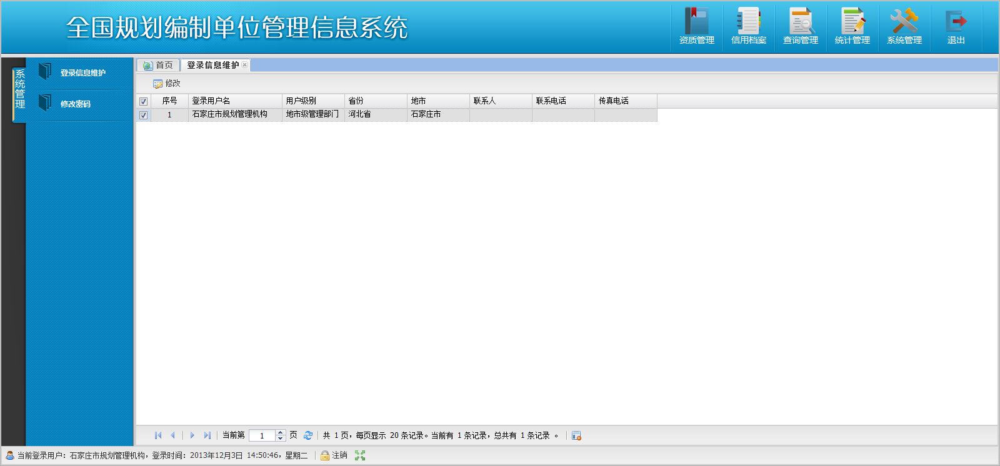 全国规划编制单位管理信息系统
资质管理 信用档案 查询管理 统计管理 系统管理 退出
系统管理
登录信息维护
修改密码
首页 登录信息维护
修改
序号 登录用户名 用户级别 省份 地市 联系人 联系电话 传真电话
1 石家庄市规划管理机构 地市级管理部门 河北省 石家庄市
当前第 1 页 共 1 页，每页显示 20 条记录。当前有 1 条记录，总共有 1 条记录 。
当前登录用户：石家庄市规划管理机构，登录时间：2013年12月3日 14:50:46，星期二 注销